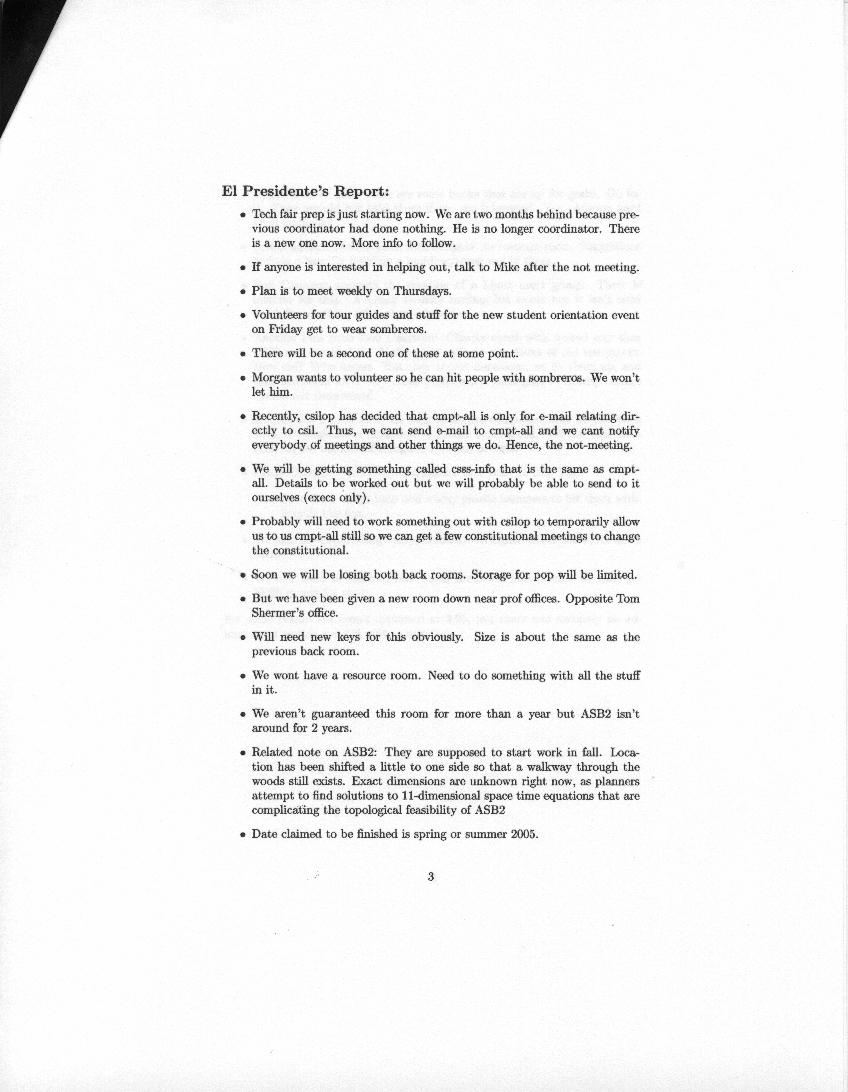 El Presidente's Report:
• Tech fair prep is just starting now. We are two months behind because pre-
vious coordinator had done nothing. He is no longer coordinator. There
is a new one now. More info to follow.
• If anyone is interested in helping out, talk to Mike after the not meeting.
• Plan is to meet weekly on Thursdays.
• Volunteers for tour guides and stuff for the new student orientation event
on Friday get to wear sombreros.
• There will be a second one of these at some point.
• Morgan wants to volunteer so he can hit people with sombreros. We won't
let him.
• Recently, csilop has decided that cmpt-all is only for e-mail relating dir-
ectly to csil. Thus, we cant send e-mail to cmpt-all and we cant notify
everybody of meetings and other things we do. Hence, the not-meeting.
• We will be getting something called csss-info that is the same as cmpt-
all. Details to be worked out but we will probably be able to send to it
ourselves (execs only).
• Probably will need to work something out with csilop to temporarily allow
us to us cmpt-all still so we can get a few constitutional meetings to change
the constitutional.
• Soon we will be losing both back rooms. Storage for pop will be limited.
• But we have been given a new room down near prof offices. Opposite Tom
Shermer's office.
• Will need new keys for this obviously. Size is about the same as the
previous back room.
• We wont have a resource room. Need to do something with all the stuff
in it.
• We aren't guaranteed this room for more than a year but ASB2 isn't
around for 2 years.
• Related note on ASB2: They are supposed to start work in fall. Loca-
tion has been shifted a little to one side so that a walkway through the
woods still exists. Exact dimensions are unknown right now, as planners
attempt to find solutions to 11-dimensional space time equations that are
complicating the topological feasibility of ASB2
• Date claimed to be finished is spring or summer 2005.
3